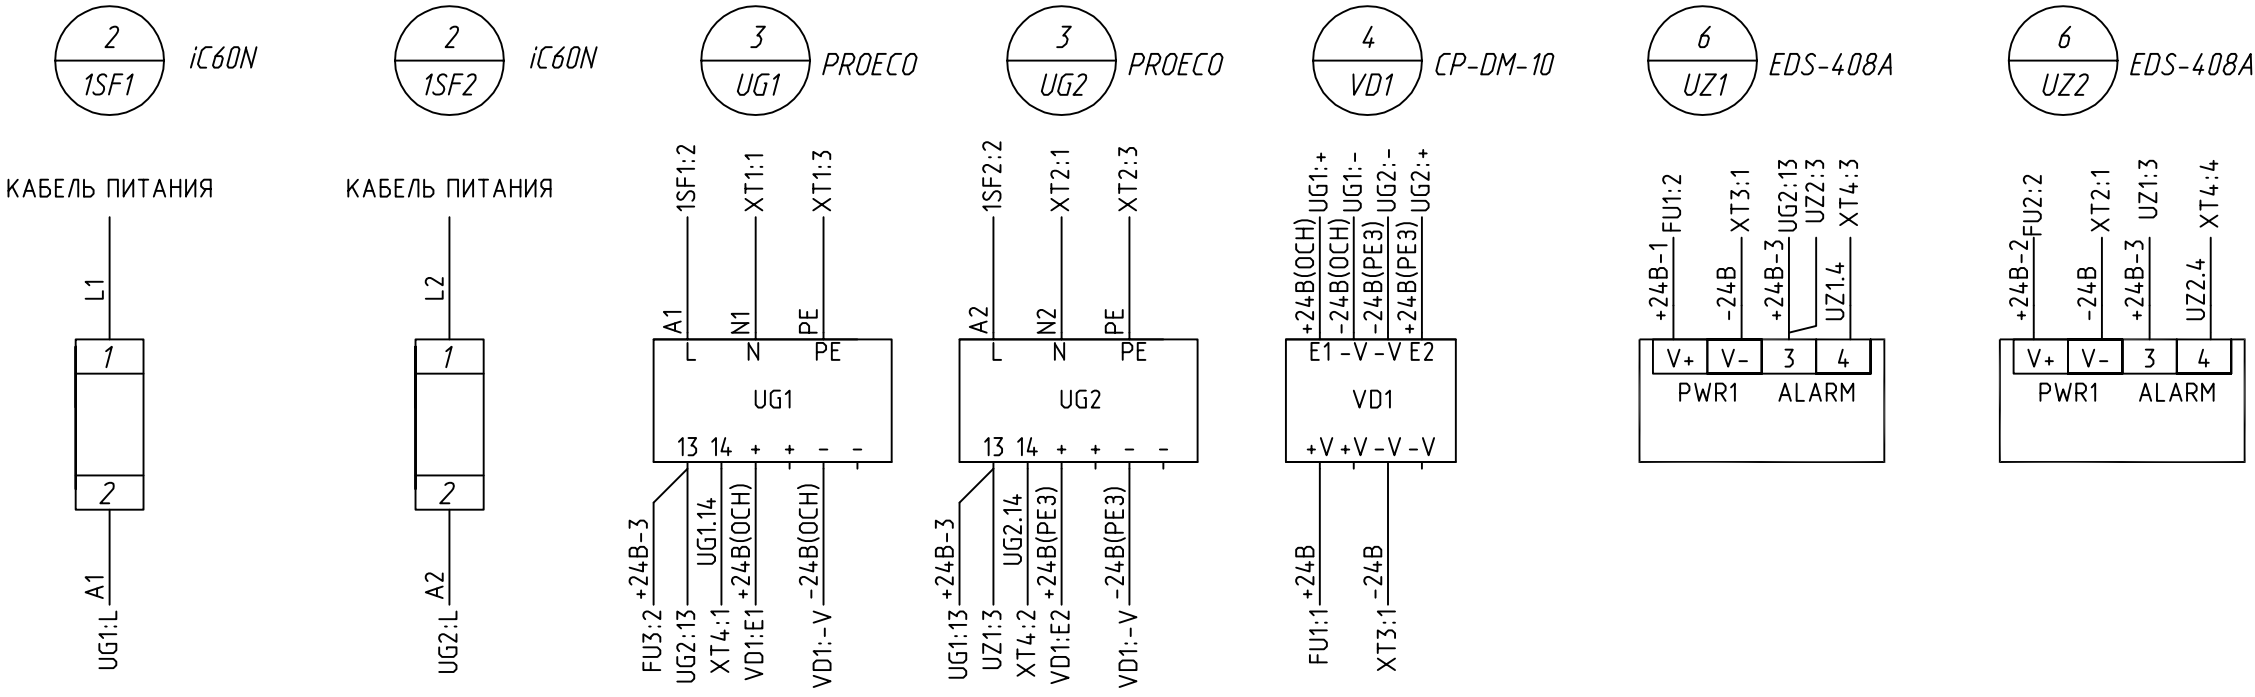 2
1SF1
iC60N
КАБЕЛЬ ПИТАНИЯ
L1
1
2
A1
UG1:L
2
1SF2
iC60N
КАБЕЛЬ ПИТАНИЯ
L2
1
2
A2
UG2:L
3
UG1
PROECO
1SF1:2
XT1:1
XT1:3
A1
N1
PE
L N PE
UG1
13 14 + + - -
+24В-3
UG1.14
+24В(ОСН)
-24В(ОСН)
FU3:2
UG2:13
XT4:1
VD1:E1
VD1:-V
3
UG2
PROECO
1SF2:2
XT2:1
XT2:3
A2
N2
PE
L N PE
UG2
13 14 + + - -
+24В-3
UG2.14
+24В(РЕЗ)
-24В(РЕЗ)
UG1:13
UZ1:3
XT4:2
VD1:E2
VD1:-V
4
VD1
CP-DM-10
UG1:+
UG1:-
UG2:-
UG2:+
+24В(ОСН)
-24В(ОСН)
-24В(РЕЗ)
+24В(РЕЗ)
E1 -V -V E2
VD1
+V +V -V -V
+24В
-24В
FU1:1
XT3:1
6
UZ1
EDS-408A
FU1:2
XT3:1
UG2:13
UZ2:3
XT4:3
+24В-1
-24В
+24В-3
UZ1.4
V+ V- 3 4
PWR1 ALARM
6
UZ2
EDS-408A
FU2:2
XT2:1
UZ1:3
XT4:4
+24В-2
-24В
+24В-3
UZ2.4
V+ V- 3 4
PWR1 ALARM